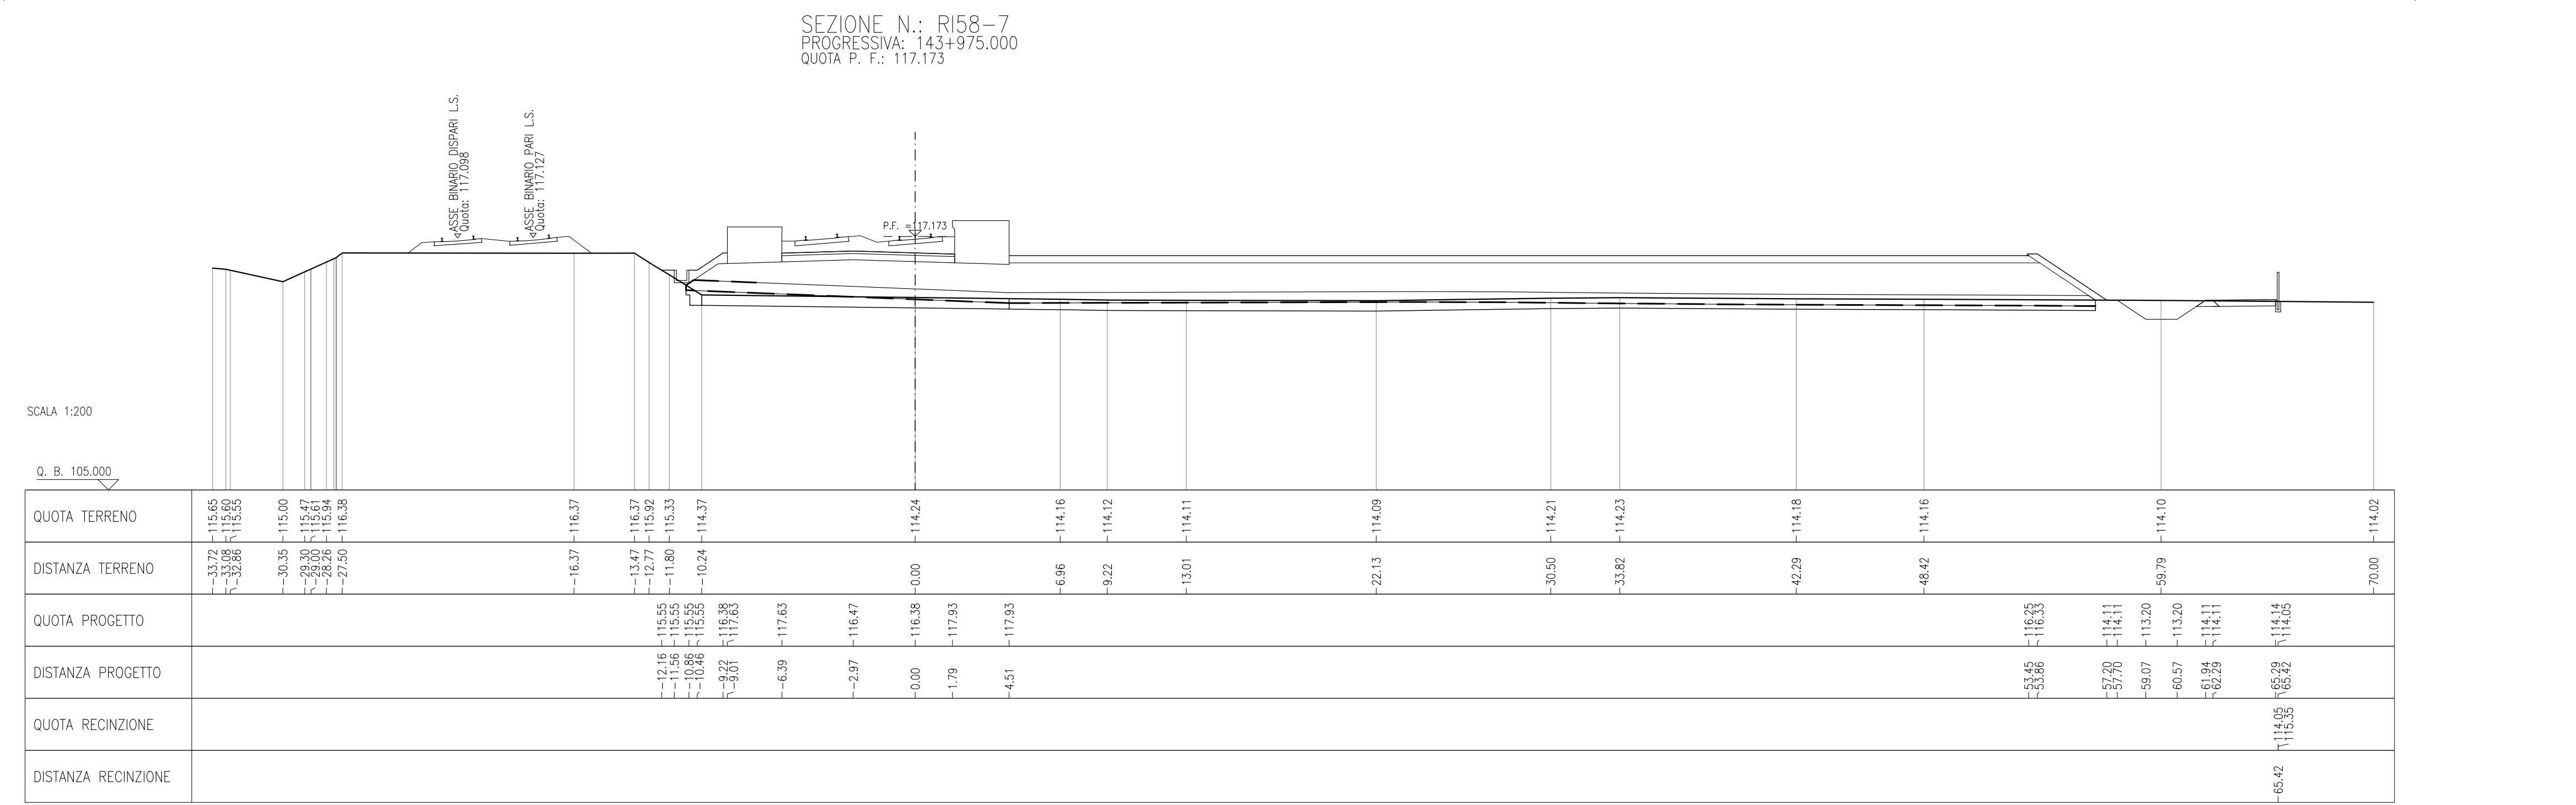 SEZIONE N.: RI58-7
PROGRESSIVA: 143+975.000
QUOTA P. F.: 117.173
ASSE BINARIO DISPARI L.S.
Quota: 117.098
ASSE BINARIO PARI L.S.
Quota: 117.127
P.F. =117.173
SCALA 1:200
Q. B. 105.000
QUOTA TERRENO 115.65 115.60 115.55 115.00 115.47 115.61 115.94 116.38 116.37 116.37 115.92 115.33 114.37 114.24 114.16 114.12 114.11 114.09 114.21 114.23 114.18 114.16 114.10 114.02
DISTANZA TERRENO -33.72 -33.08 -32.86 -30.35 -29.30 -29.00 -28.26 -27.50 -16.37 -13.47 -12.77 -11.80 -10.24 0.00 6.96 9.22 13.01 22.13 30.50 33.82 42.29 48.42 59.79 70.00
QUOTA PROGETTO 115.55 115.55 115.55 115.55 116.38 117.63 117.63 116.47 116.38 117.93 117.93 116.25 116.33 114.11 114.11 113.20 113.20 114.11 114.11 114.14 114.05
DISTANZA PROGETTO -12.16 -11.56 -10.86 -10.46 -9.22 -9.01 -6.39 -2.97 0.00 1.79 4.51 53.45 53.86 57.20 57.70 59.07 60.57 61.94 62.29 65.29 65.42
QUOTA RECINZIONE 114.05 115.35
DISTANZA RECINZIONE 65.42